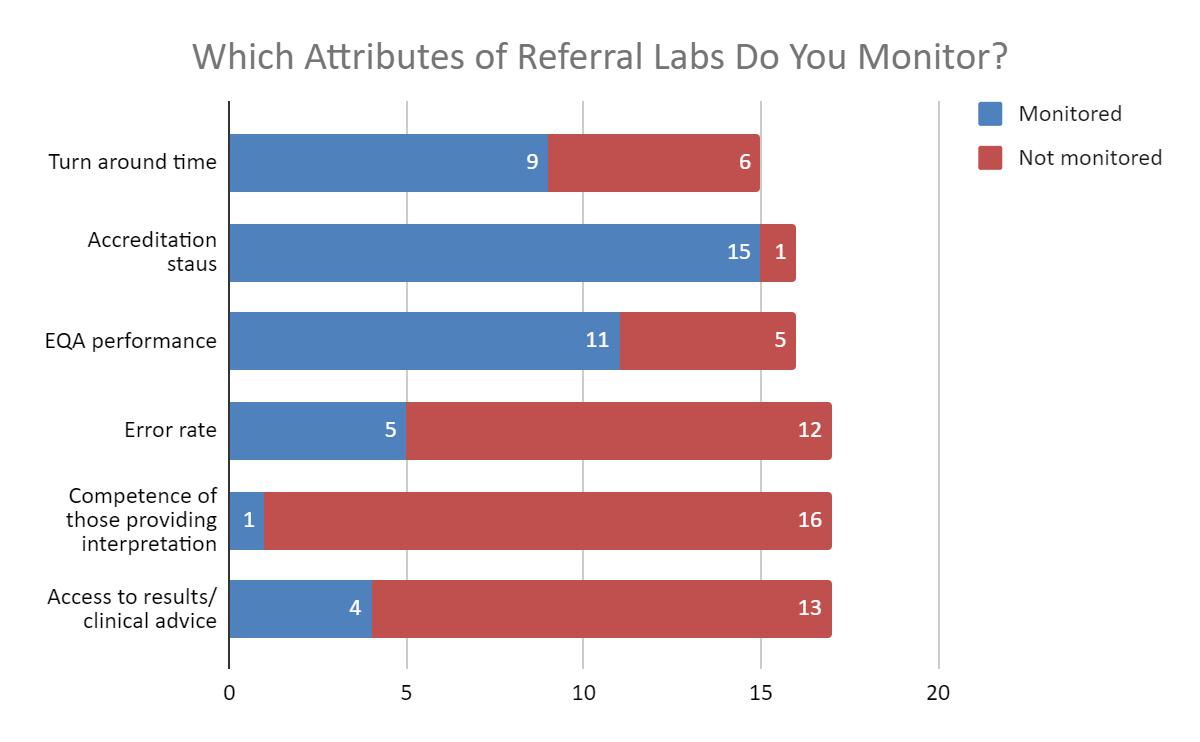 Which Attributes of Referral Labs Do You Monitor?
Monitored
Not monitored
Turn around time
9
6
Accreditation
staus
15
1
EQA performance
11
5
Error rate
5
12
Competence of
those providing
interpretation
1
16
Access to results/
clinical advice
4
13
0
5
10
15
20